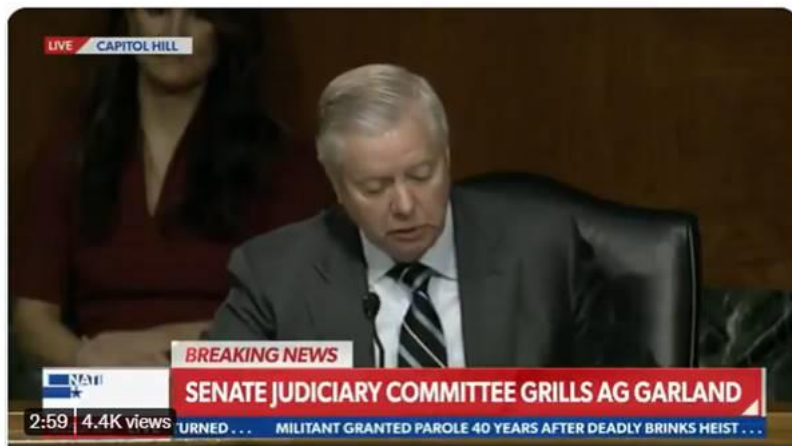 LIVE CAPITOL HILL
BREAKING NEWS
NATI
SENATE JUDICIARY COMMITTEE GRILLS AG GARLAND
2:59 4.4K views
URNED... MILITANT GRANTED PAROLE 40 YEARS AFTER DEADLY BRINKS HEIST...